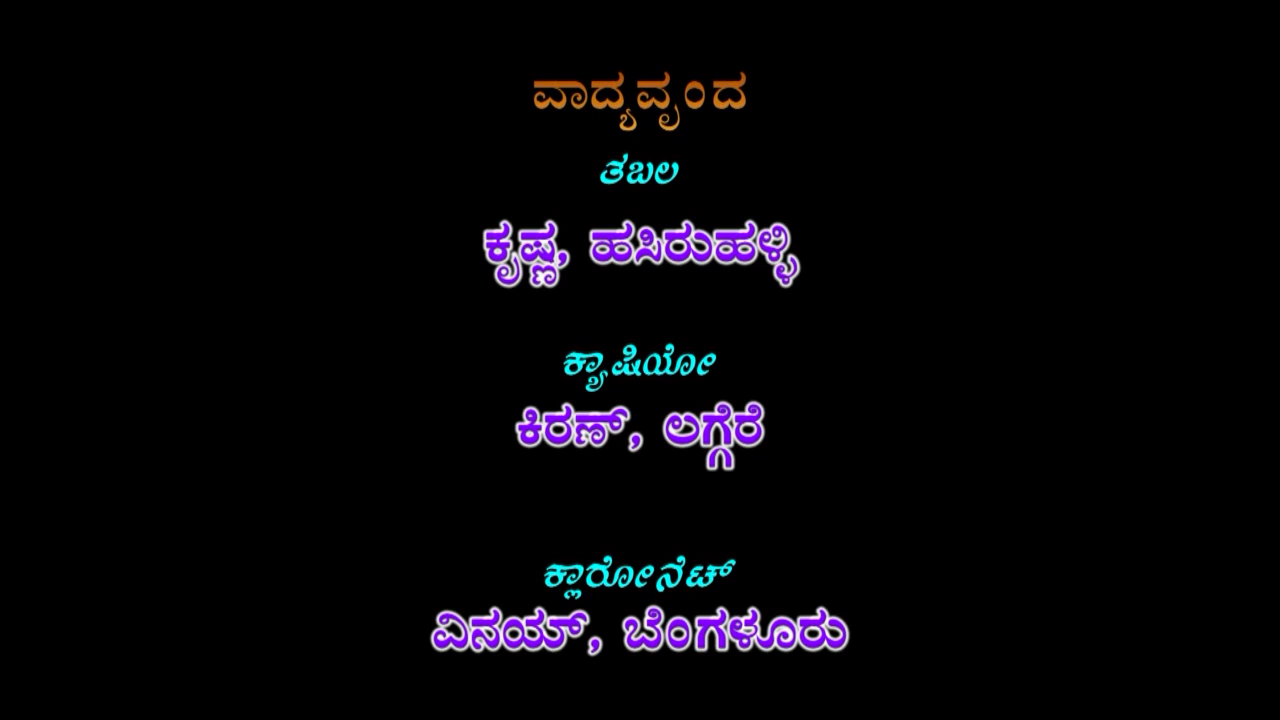 ವಾದ್ಯವೃಂದ
ತಬಲ
ಕೃಷ್ಣ, ಹಸಿರುಹಳ್ಳಿ
ಕ್ಯಾಷಿಯೋ
ಕಿರಣ್, ಲಗ್ಗೆರೆ
ಕ್ಲಾರೋನೆಟ್
ವಿನಯ್, ಬೆಂಗಳೂರು